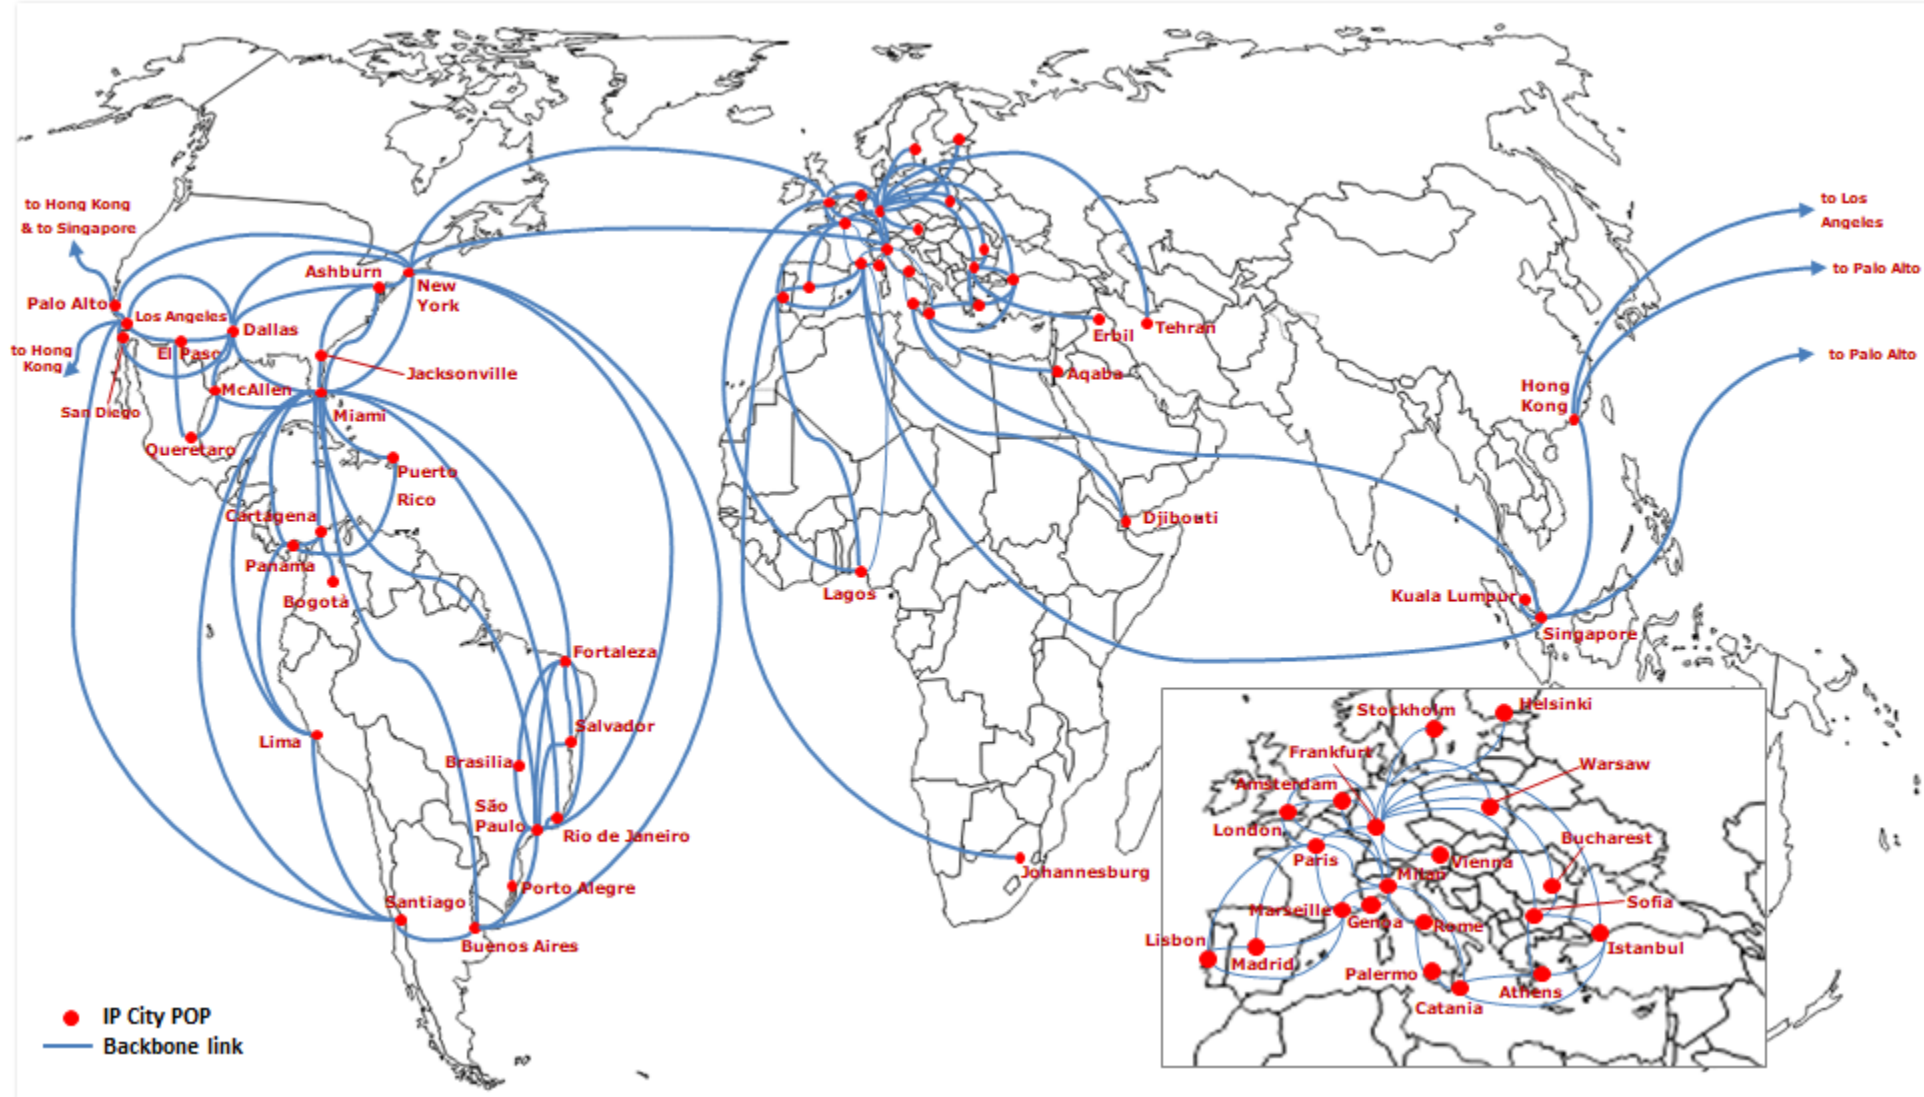 to Hong Kong
& to Singapore
Palo Alto
Los Angeles
to Hong
Kong
San Diego
El Paso
Dallas
McAllen
Queretaro
Ashburn
New
York
Jacksonville
Miami
Puerto
Rico
Cartagena
Panama
Bogotà
Lima
Fortaleza
Salvador
Brasilia
São
Paulo
Rio de Janeiro
Porto Alegre
Santiago
Buenos Aires
Erbil
Tehran
Aqaba
Djibouti
Lagos
Johannesburg
to Los
Angeles
to Palo Alto
to Palo Alto
Hong
Kong
Kuala Lumpur
Singapore
Stockholm
Helsinki
Frankfurt
Warsaw
Amsterdam
London
Bucharest
Paris
Vienna
Milan
Sofia
Marseille
Genoa
Rome
Istanbul
Lisbon
Madrid
Palermo
Athens
Catania
IP City POP
Backbone link